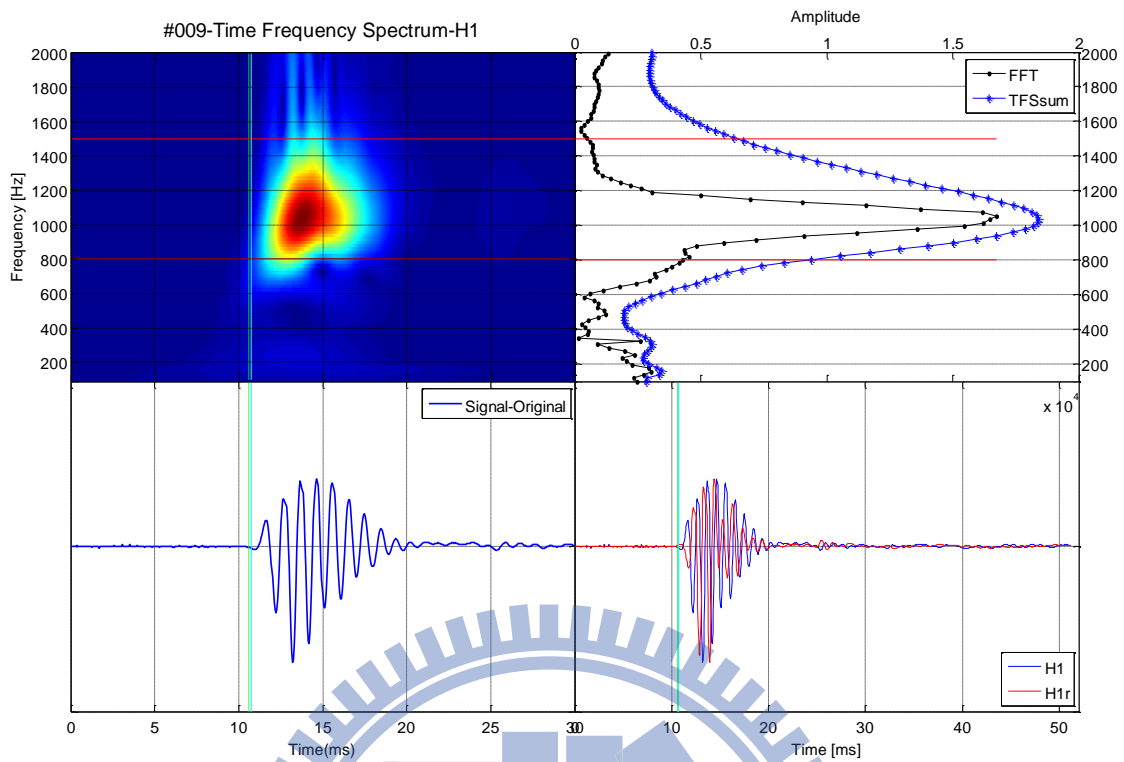 #009-Time Frequency Spectrum-H1
Frequency [Hz]
2000
1800
1600
1400
1200
1000
800
600
400
200
Amplitude
0 0.5 1 1.5 2
FFT
TFSsum
2000
1800
1600
1400
1200
1000
800
600
400
200
Signal-Original
0 5 10 15 20 25 30
Time(ms)
x 10^4
H1
H1r
0 10 20 30 40 50
Time [ms]